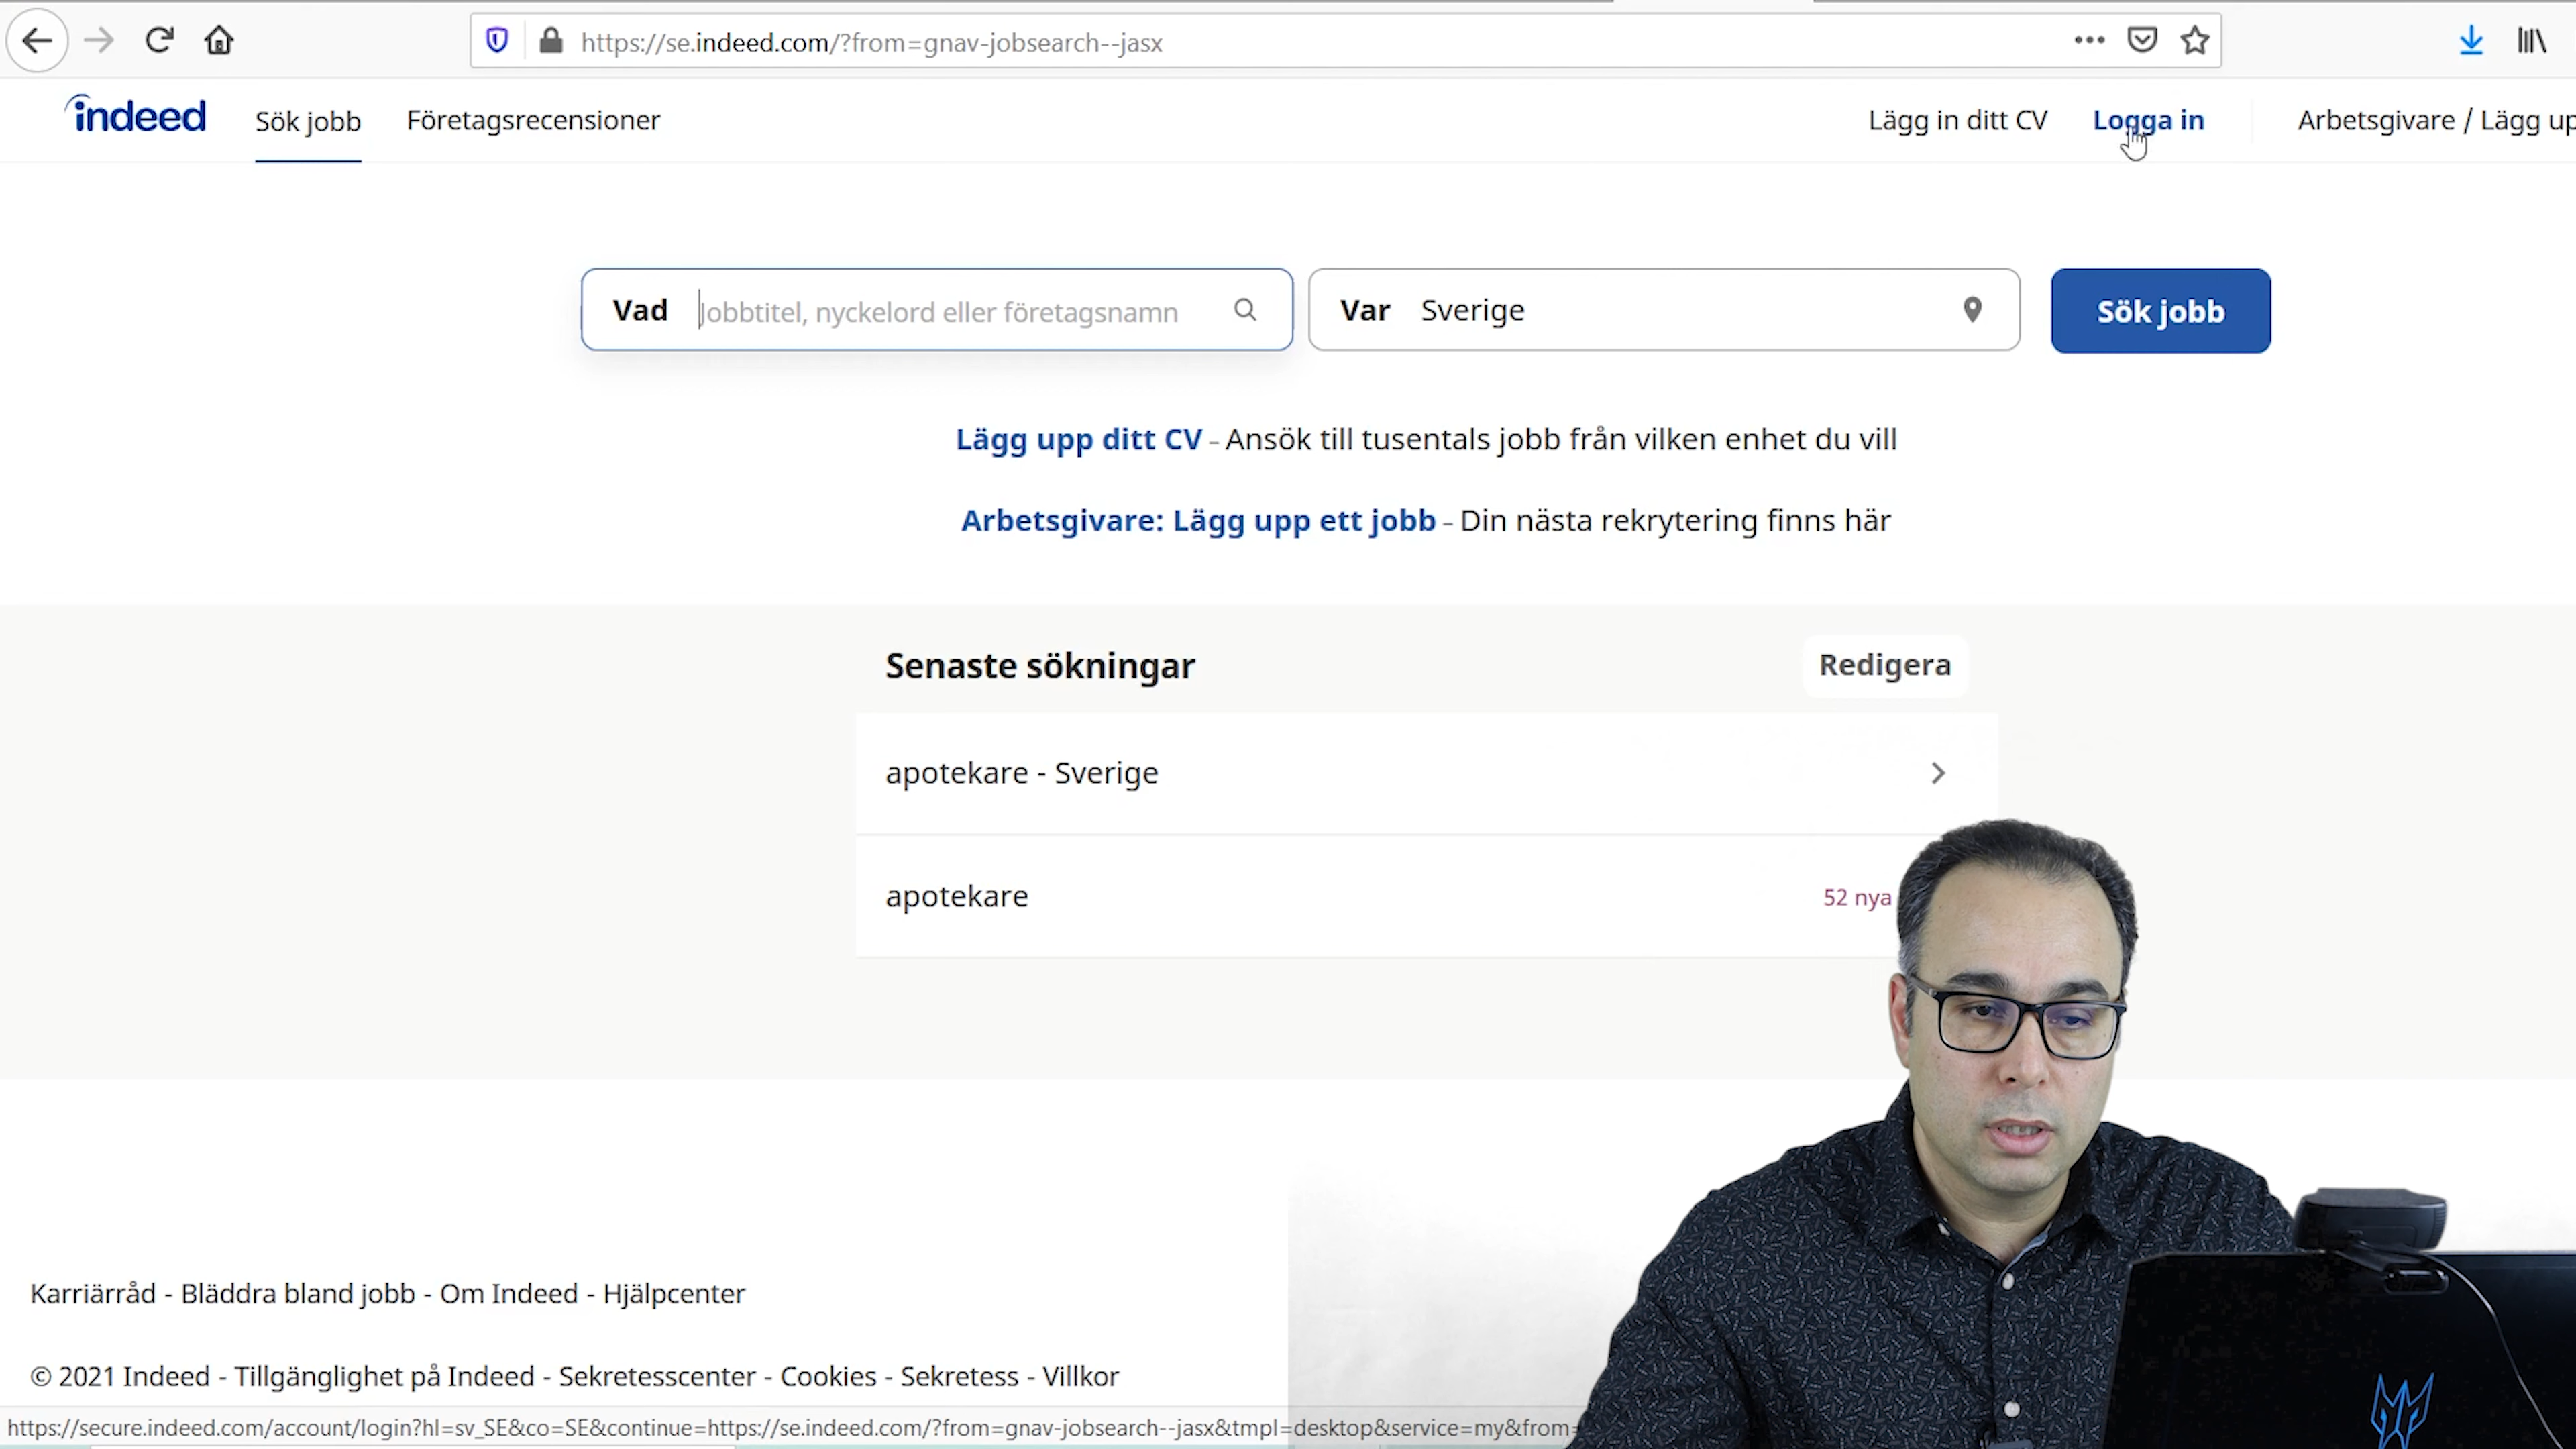 https://se.indeed.com/?from=gnav-jobsearch--jasx
indeed Sök jobb Företagsrecensioner Lägg in ditt CV Logga in Arbetsgivare / Lägg up
Vad Jobbtitel, nyckelord eller företagsnamn Var Sverige Sök jobb
Lägg upp ditt CV – Ansök till tusentals jobb från vilken enhet du vill
Arbetsgivare: Lägg upp ett jobb – Din nästa rekrytering finns här
Senaste sökningar Redigera
apotekare - Sverige
apotekare 52 nya
Karriärråd - Bläddra bland jobb - Om Indeed - Hjälpcenter
© 2021 Indeed - Tillgänglighet på Indeed - Sekretesscenter - Cookies - Sekretess - Villkor
https://secure.indeed.com/account/login?hl=sv_SE&co=SE&continue=https://se.indeed.com/?from=gnav-jobsearch--jasx&tmpl=desktop&service=my&from=